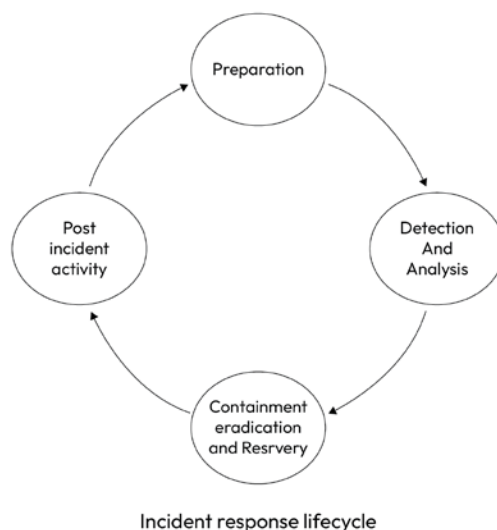 Preparation
Detection
And
Analysis
Post
incident
activity
Containment
eradication
and Resrvery
Incident response lifecycle